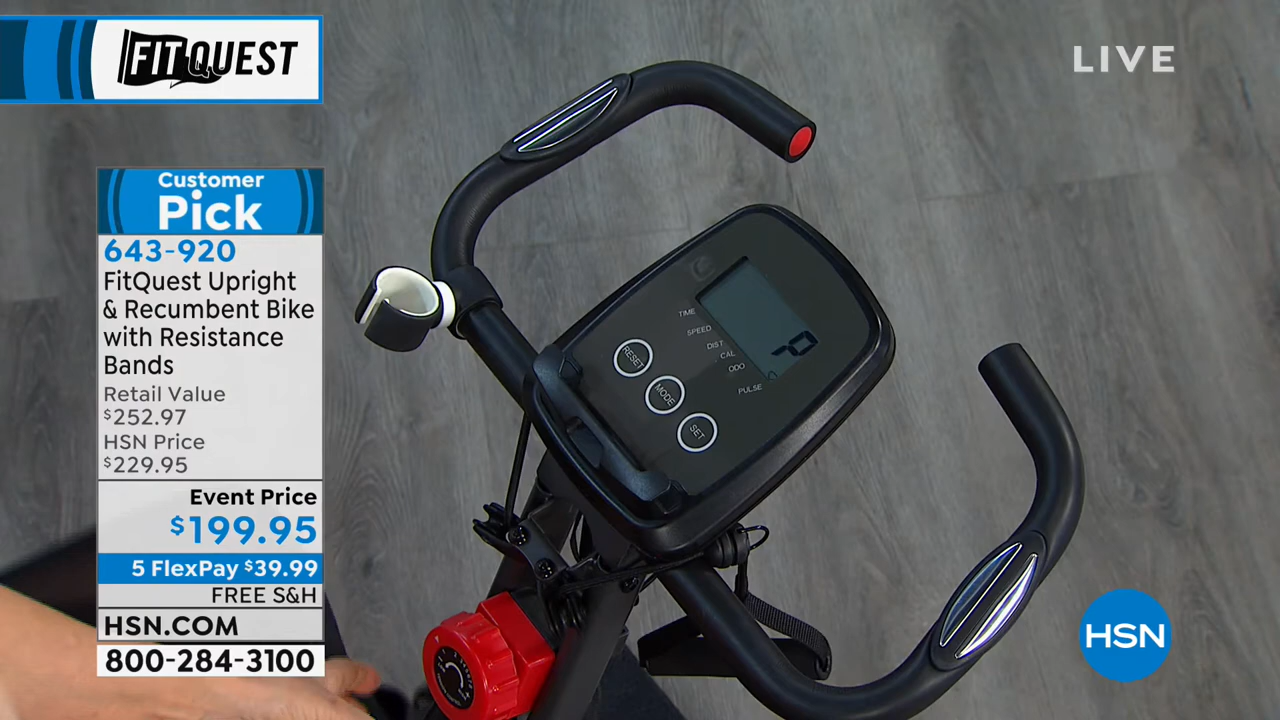 FITQUEST
LIVE
Customer
Pick
643-920
FitQuest Upright
& Recumbent Bike
with Resistance
Bands
Retail Value
$252.97
HSN Price
$229.95
Event Price
$199.95
5 FlexPay $39.99
FREE S&H
HSN.COM
800-284-3100
TIME
SPEED
DIST
CAL
ODO
PULSE
P
RESET
MODE
SET
HSN